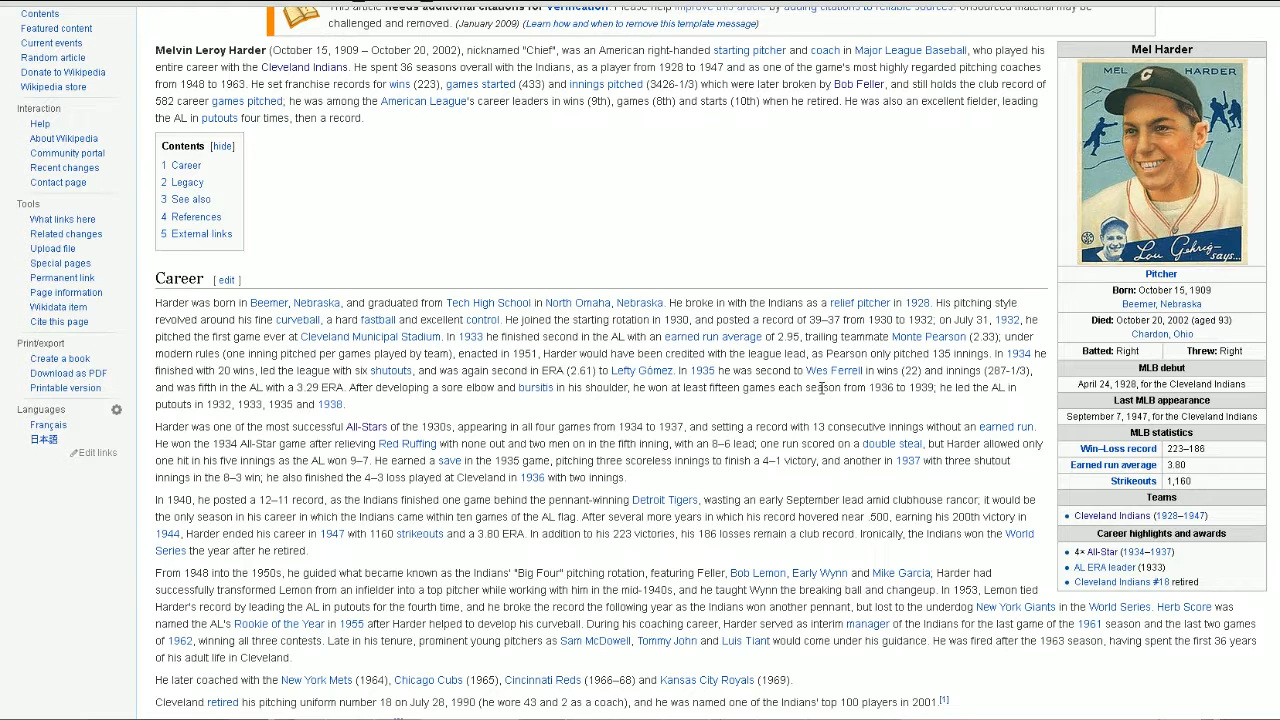 This article needs additional citations for verification. Please help improve this article by adding citations to reliable sources. Unsourced material may be
challenged and removed. (January 2009) (Learn how and when to remove this template message)
Contents
Featured content
Current events
Random article
Donate to Wikipedia
Wikipedia store
Interaction
Help
About Wikipedia
Community portal
Recent changes
Contact page
Tools
What links here
Related changes
Upload file
Special pages
Permanent link
Page information
Wikidata item
Cite this page
Print/export
Create a book
Download as PDF
Printable version
Languages
Français
日本語
Edit links
Melvin Leroy Harder (October 15, 1909 – October 20, 2002), nicknamed "Chief", was an American right-handed starting pitcher and coach in Major League Baseball, who played his
entire career with the Cleveland Indians. He spent 36 seasons overall with the Indians, as a player from 1928 to 1947 and as one of the game's most highly regarded pitching coaches
from 1948 to 1963. He set franchise records for wins (223), games started (433) and innings pitched (3426-1/3) which were later broken by Bob Feller, and still holds the club record of
582 career games pitched; he was among the American League's career leaders in wins (9th), games (8th) and starts (10th) when he retired. He was also an excellent fielder, leading
the AL in putouts four times, then a record.
Contents [hide]
1 Career
2 Legacy
3 See also
4 References
5 External links
Career [ edit ]
Harder was born in Beemer, Nebraska, and graduated from Tech High School in North Omaha, Nebraska. He broke in with the Indians as a relief pitcher in 1928. His pitching style
revolved around his fine curveball, a hard fastball and excellent control. He joined the starting rotation in 1930, and posted a record of 39–37 from 1930 to 1932; on July 31, 1932, he
pitched the first game ever at Cleveland Municipal Stadium. In 1933 he finished second in the AL with an earned run average of 2.95, trailing teammate Monte Pearson (2.33); under
modern rules (one inning pitched per games played by team), enacted in 1951, Harder would have been credited with the league lead, as Pearson only pitched 135 innings. In 1934 he
finished with 20 wins, led the league with six shutouts, and was again second in ERA (2.61) to Lefty Gómez. In 1935 he was second to Wes Ferrell in wins (22) and innings (287-1/3),
and was fifth in the AL with a 3.29 ERA. After developing a sore elbow and bursitis in his shoulder, he won at least fifteen games each season from 1936 to 1939; he led the AL in
putouts in 1932, 1933, 1935 and 1938.
Harder was one of the most successful All-Stars of the 1930s, appearing in all four games from 1934 to 1937, and setting a record with 13 consecutive innings without an earned run.
He won the 1934 All-Star game after relieving Red Ruffing with one out and two men on in the fifth inning, with an 8–6 lead; one run scored on a double steal, but Harder allowed only
one hit in his five innings as the AL won 9–7. He earned a save in the 1935 game, pitching three scoreless innings to finish a 4–1 victory, and another in 1937 with three shutout
innings in the 8–3 win; he also finished the 4–3 loss played at Cleveland in 1936 with two innings.
In 1940, he posted a 12–11 record, as the Indians finished one game behind the pennant-winning Detroit Tigers, wasting an early September lead amid clubhouse rancor; it would be
the only season in his career in which the Indians came within ten games of the AL flag. After several more years in which his record hovered near .500, earning his 200th victory in
1944, Harder ended his career in 1947 with 1160 strikeouts and a 3.80 ERA. In addition to his 223 victories, his 186 losses remain a club record. Ironically, the Indians won the World
Series the year after he retired.
From 1948 into the 1950s, he guided what became known as the Indians' "Big Four" pitching rotation, featuring Feller, Bob Lemon, Early Wynn and Mike Garcia; Harder had
successfully transformed Lemon from an infielder into a top pitcher while working with him in the mid-1940s, and he taught Wynn the breaking ball and changeup. In 1953, Lemon tied
Harder's record by leading the AL in putouts for the fourth time, and he broke the record the following year as the Indians won another pennant, but lost to the underdog New York Giants in the World Series. Herb Score was
named the AL's Rookie of the Year in 1955 after Harder helped to develop his curveball. During his coaching career, Harder served as interim manager of the Indians for the last game of the 1961 season and the last two games
of 1962, winning all three contests. Late in his tenure, prominent young pitchers as Sam McDowell, Tommy John and Luis Tiant would come under his guidance. He was fired after the 1963 season, having spent the first 36 years
of his adult life in Cleveland.
He later coached with the New York Mets (1964), Chicago Cubs (1965), Cincinnati Reds (1966–68) and Kansas City Royals (1969).
Cleveland retired his pitching uniform number 18 on July 28, 1990 (he wore 43 and 2 as a coach), and he was named one of the Indians' top 100 players in 2001.[1]
Mel Harder
MEL HARDER
C
Lou Gehrig
says...
Pitcher
Born: October 15, 1909
Beemer, Nebraska
Died: October 20, 2002 (aged 93)
Chardon, Ohio
Batted: Right Threw: Right
MLB debut
April 24, 1928, for the Cleveland Indians
Last MLB appearance
September 7, 1947, for the Cleveland Indians
MLB statistics
Win–Loss record 223–186
Earned run average 3.80
Strikeouts 1,160
Teams
Cleveland Indians (1928–1947)
Career highlights and awards
4× All-Star (1934–1937)
AL ERA leader (1933)
Cleveland Indians #18 retired